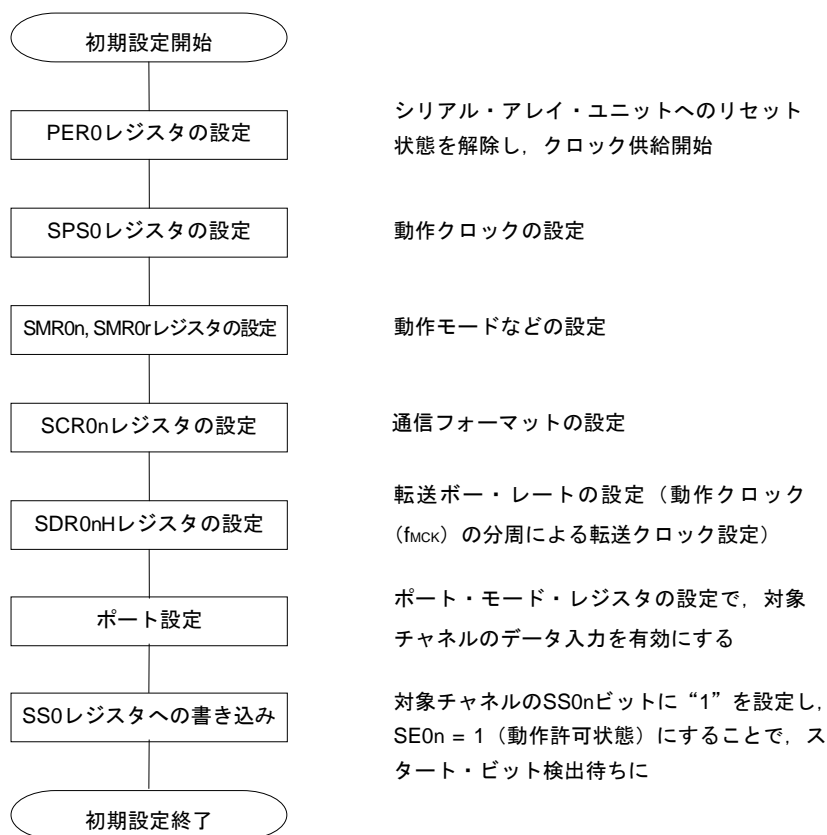 初期設定開始
PER0レジスタの設定
シリアル・アレイ・ユニットへのリセット
状態を解除し,クロック供給開始
SPS0レジスタの設定
動作クロックの設定
SMR0n, SMR0rレジスタの設定
動作モードなどの設定
SCR0nレジスタの設定
通信フォーマットの設定
SDR0nHレジスタの設定
転送ボー・レートの設定(動作クロック
(fMCK)の分周による転送クロック設定)
ポート設定
ポート・モード・レジスタの設定で,対象
チャネルのデータ入力を有効にする
SS0レジスタへの書き込み
対象チャネルのSS0nビットに“1”を設定し,
SE0n = 1(動作許可状態)にすることで,ス
タート・ビット検出待ちに
初期設定終了